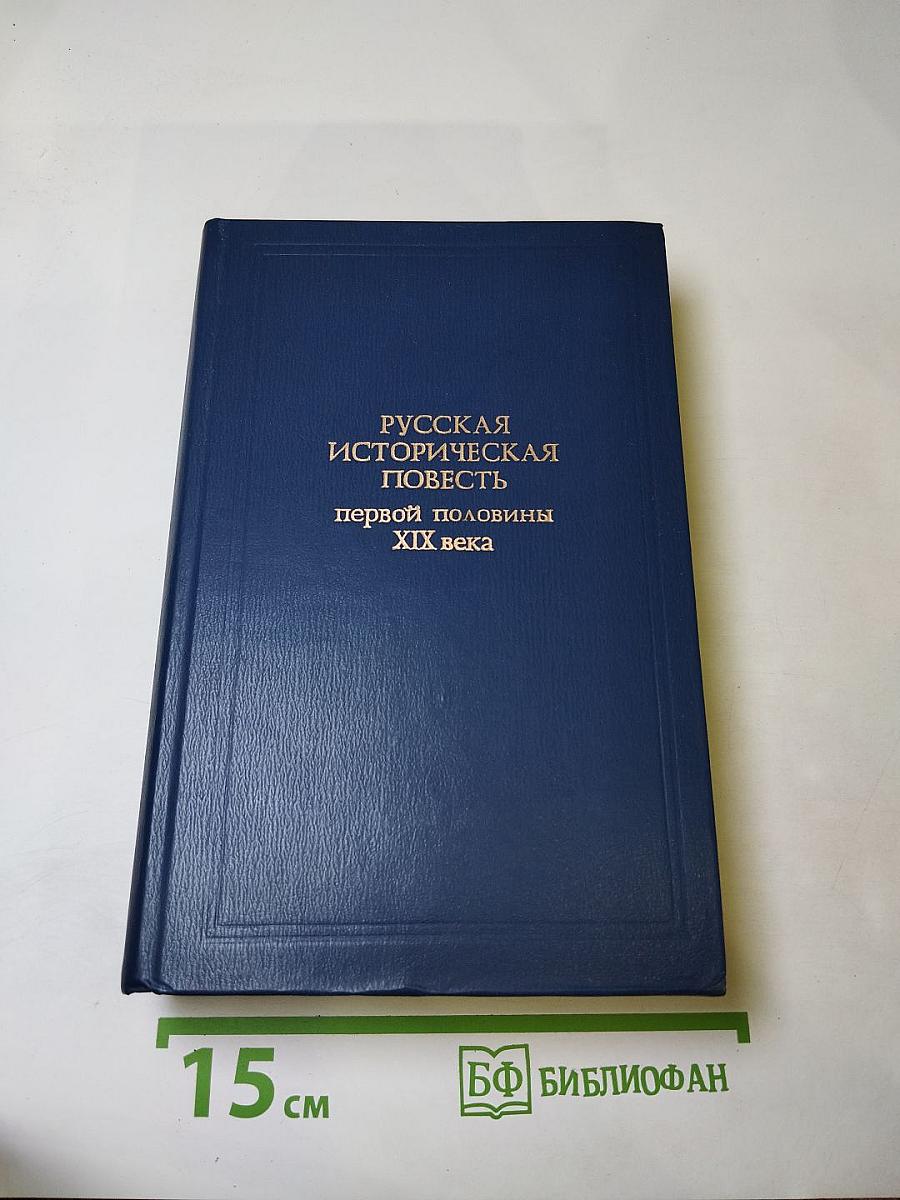 РУССКАЯ
ИСТОРИЧЕСКАЯ
ПОВЕСТЬ
первой половины
XIX века
15 см
БФ БИБЛИОФАН